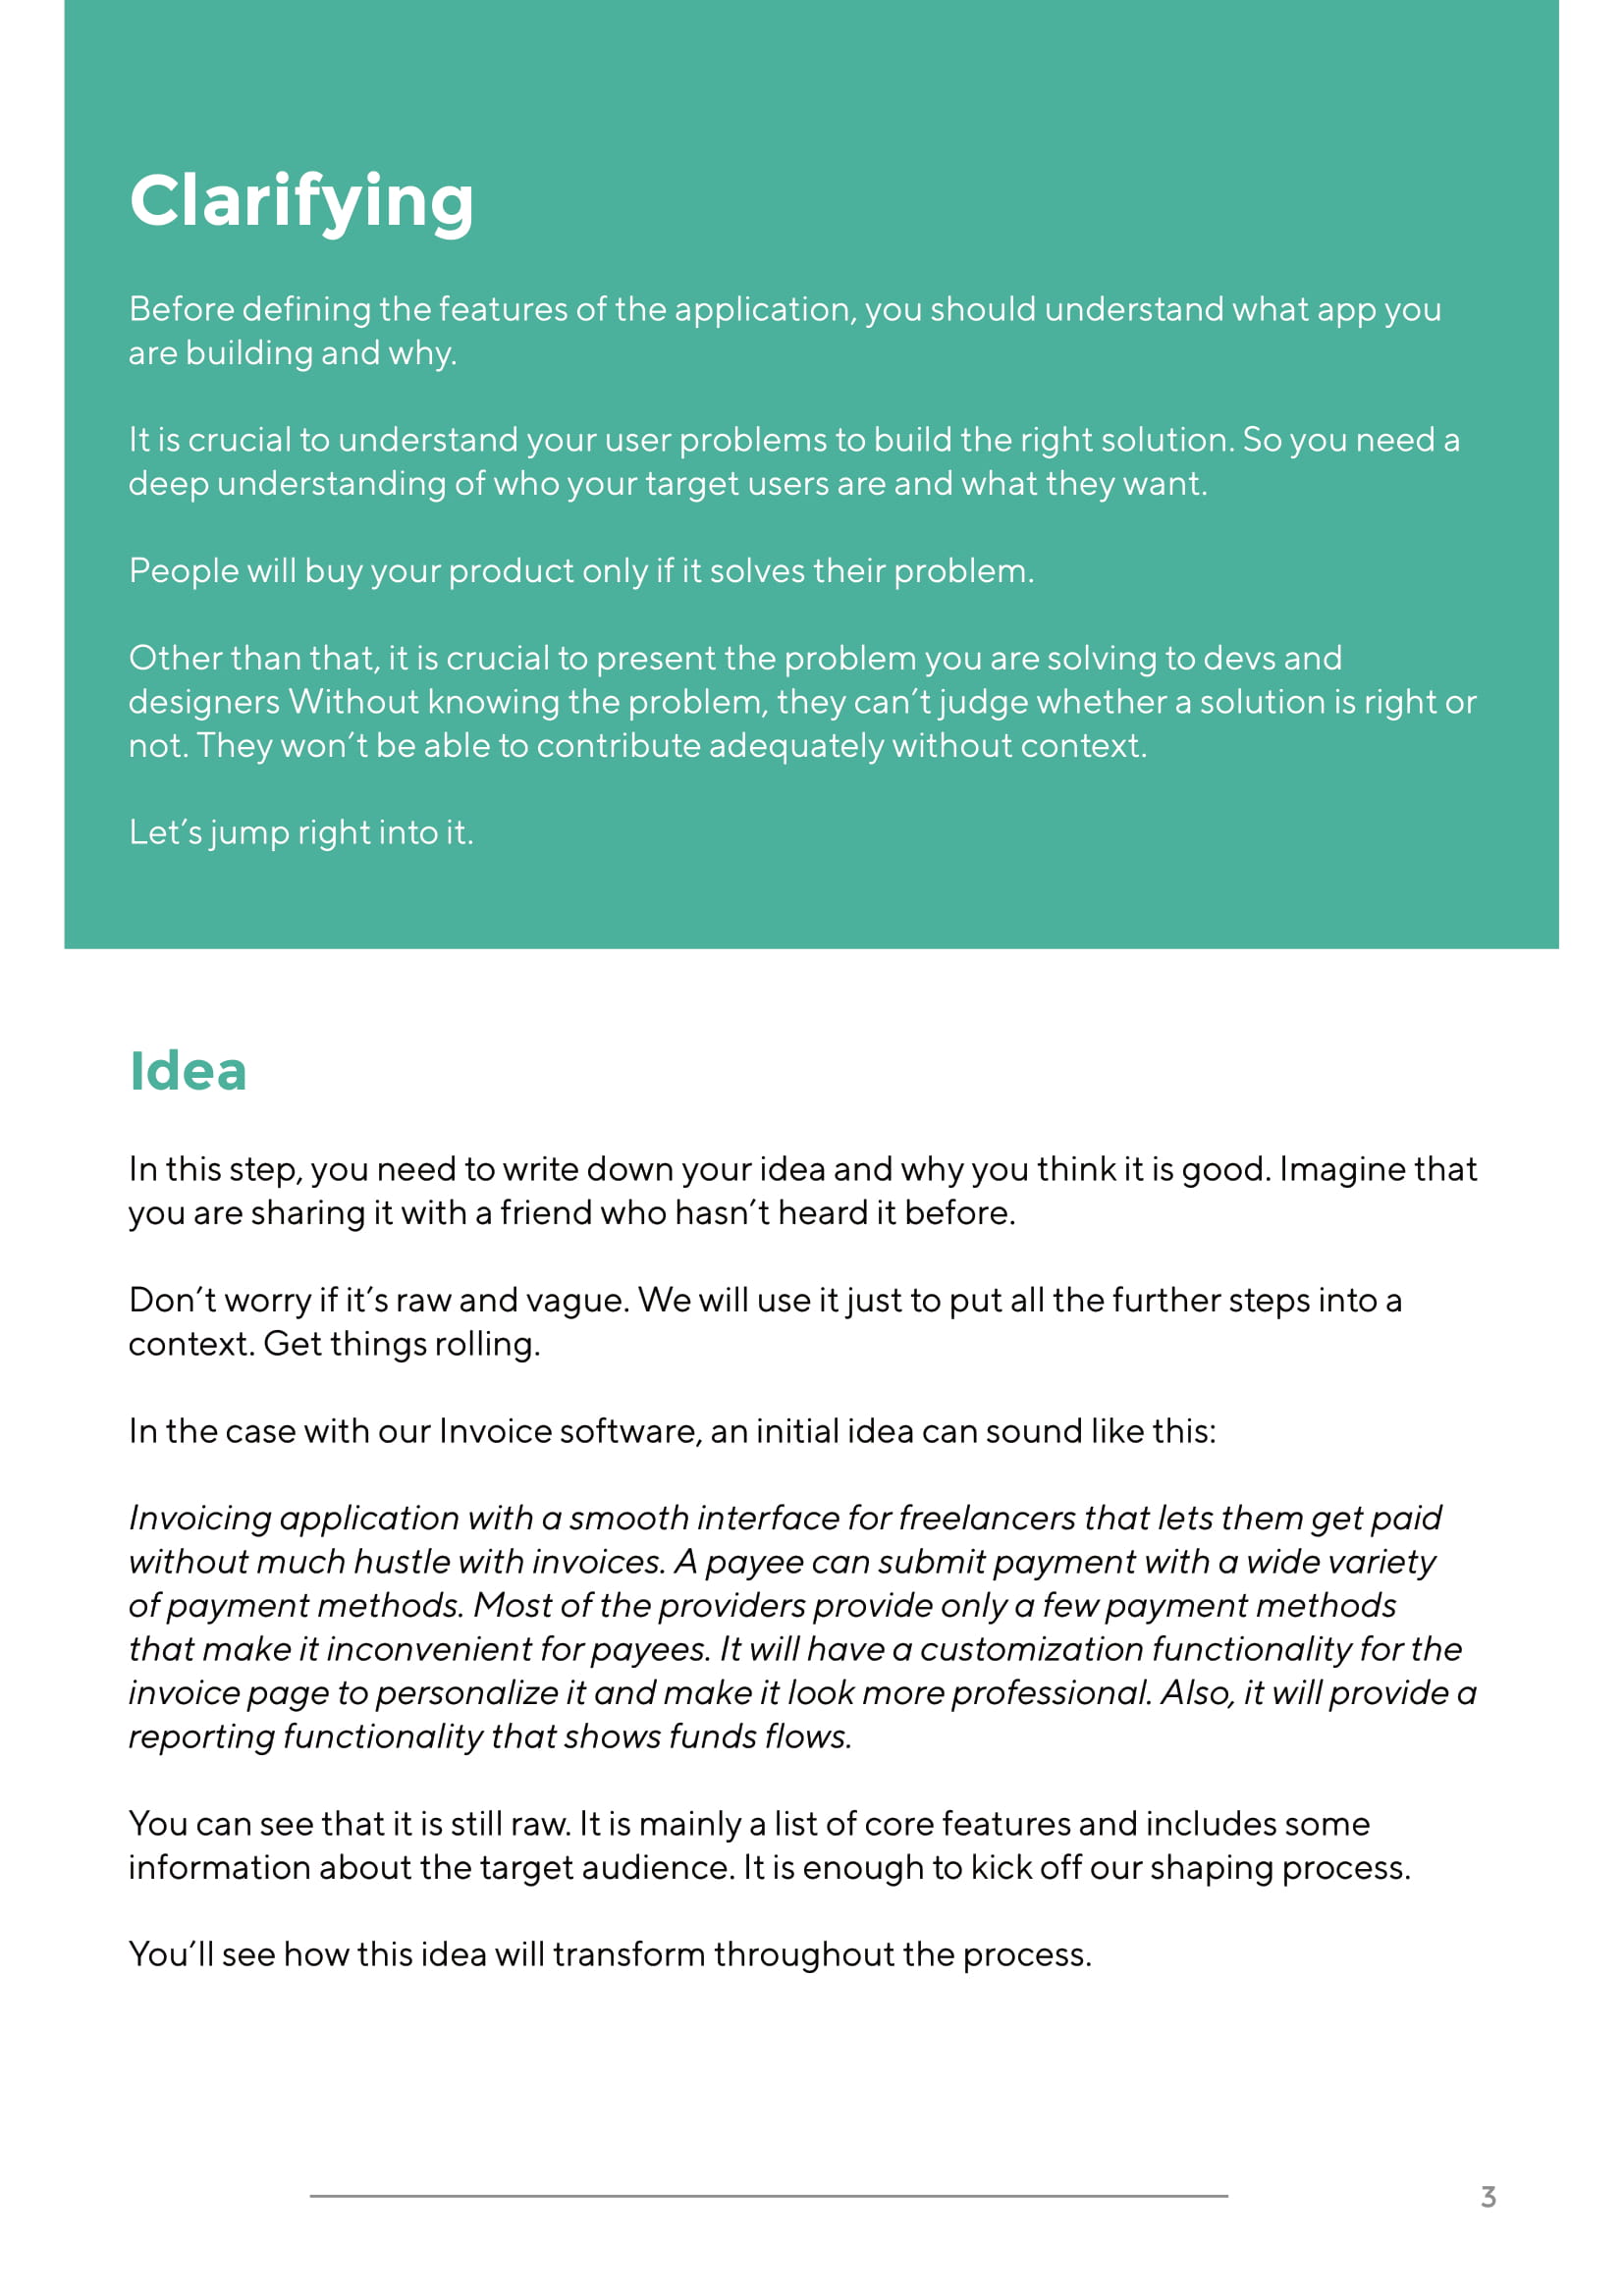 Clarifying
Before defining the features of the application, you should understand what app you
are building and why.
It is crucial to understand your user problems to build the right solution. So you need a
deep understanding of who your target users are and what they want.
People will buy your product only if it solves their problem.
Other than that, it is crucial to present the problem you are solving to devs and
designers Without knowing the problem, they can’t judge whether a solution is right or
not. They won’t be able to contribute adequately without context.
Let’s jump right into it.
Idea
In this step, you need to write down your idea and why you think it is good. Imagine that
you are sharing it with a friend who hasn’t heard it before.
Don’t worry if it’s raw and vague. We will use it just to put all the further steps into a
context. Get things rolling.
In the case with our Invoice software, an initial idea can sound like this:
Invoicing application with a smooth interface for freelancers that lets them get paid
without much hustle with invoices. A payee can submit payment with a wide variety
of payment methods. Most of the providers provide only a few payment methods
that make it inconvenient for payees. It will have a customization functionality for the
invoice page to personalize it and make it look more professional. Also, it will provide a
reporting functionality that shows funds flows.
You can see that it is still raw. It is mainly a list of core features and includes some
information about the target audience. It is enough to kick off our shaping process.
You’ll see how this idea will transform throughout the process.
3